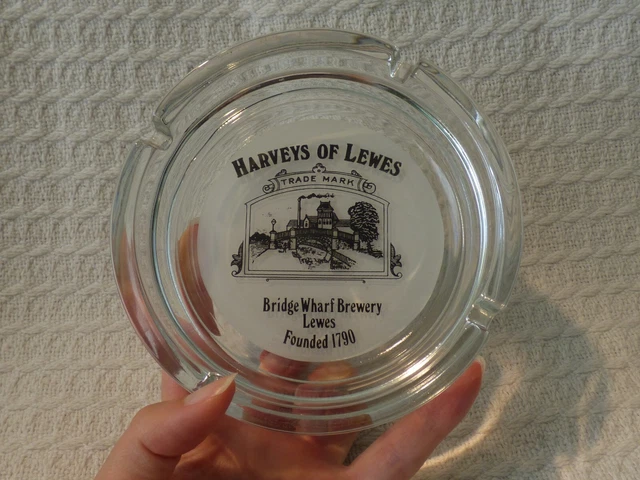 HARVEYS OF LEWES
TRADE MARK
Bridge Wharf Brewery
Lewes
Founded 1790